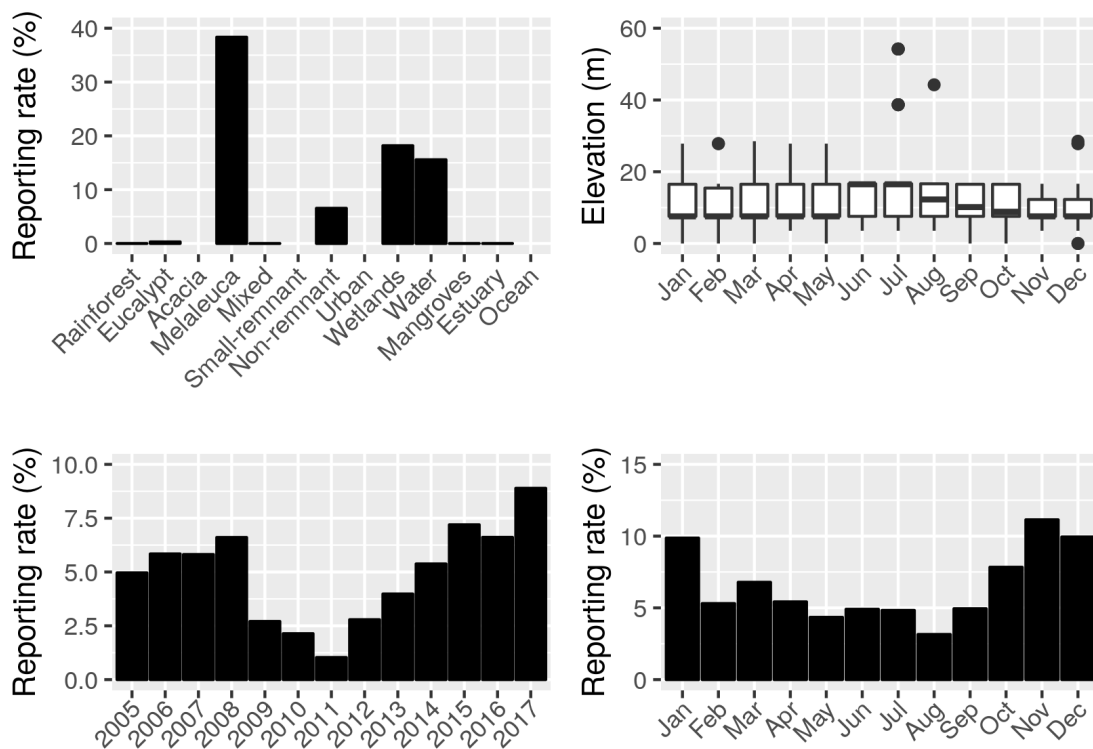 Reporting rate (%)
40
30
20
10
0
Rainforest
Eucalypt
Acacia
Melaleuca
Mixed
Small-remnant
Non-remnant
Urban
Wetlands
Water
Mangroves
Estuary
Ocean
Elevation (m)
60
40
20
0
Jan
Feb
Mar
Apr
May
Jun
Jul
Aug
Sep
Oct
Nov
Dec
Reporting rate (%)
10.0
7.5
5.0
2.5
0.0
2005
2006
2007
2008
2009
2010
2011
2012
2013
2014
2015
2016
2017
Reporting rate (%)
15
10
5
0
Jan
Feb
Mar
Apr
May
Jun
Jul
Aug
Sep
Oct
Nov
Dec